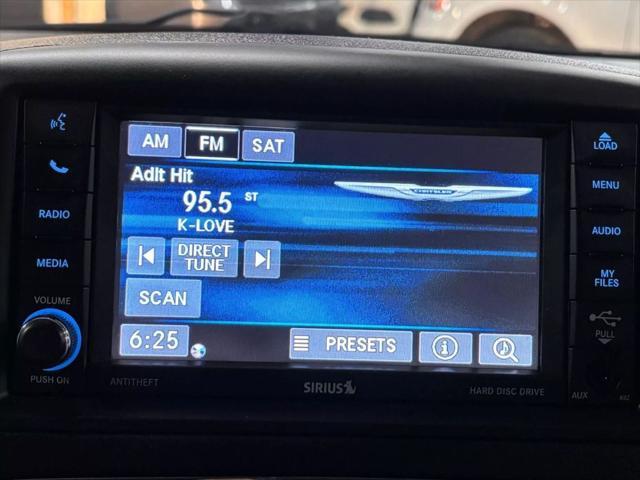 AM FM SAT
Adlt Hit
95.5 ST
K-LOVE
CHRYSLER
DIRECT
TUNE
SCAN
6:25
PRESETS
RADIO
MEDIA
VOLUME
PUSH ON
LOAD
MENU
AUDIO
MY
FILES
PULL
AUX
ANTITHEFT
SIRIUS
HARD DISC DRIVE